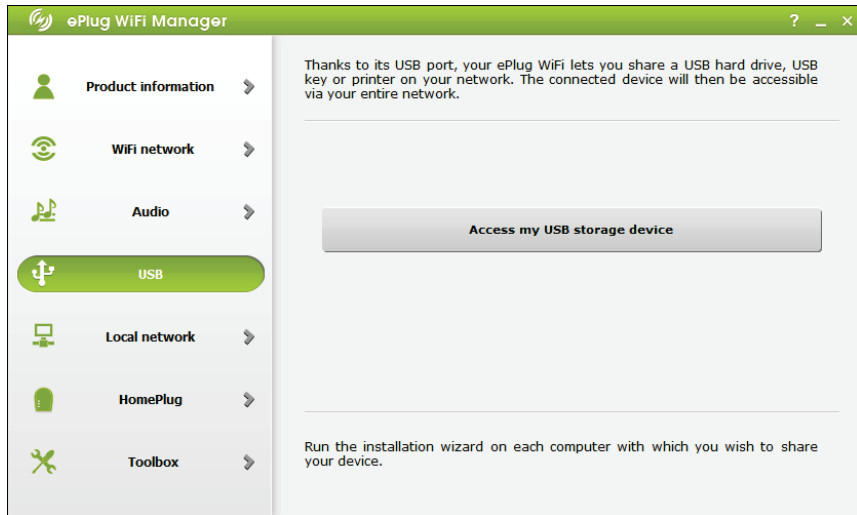 ePlug WiFi Manager
? _ ×
Product information
WiFi network
Audio
USB
Local network
HomePlug
Toolbox
Thanks to its USB port, your ePlug WiFi lets you share a USB hard drive, USB
key or printer on your network. The connected device will then be accessible
via your entire network.
Access my USB storage device
Run the installation wizard on each computer with which you wish to share
your device.